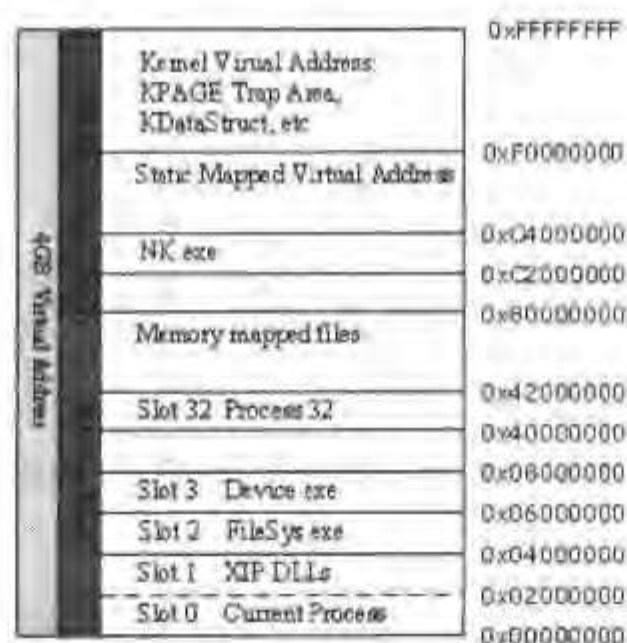 0xFFFFFFFF
Kernel Virtual Address
KPAGE Trap Area,
KDataStruct, etc
0xF0000000
Static Mapped Virtual Address
0xC4000000
NK exe
0xC2000000
0x80000000
Memory mapped files
0x42000000
Slot 32 Process 32
0x40000000
0x08000000
Slot 3 Device exe
0x06000000
Slot 2 FileSys exe
0x04000000
Slot 1 XIP DLLs
0x02000000
Slot 0 Current Process
0x00000000
4GB Virtual Address